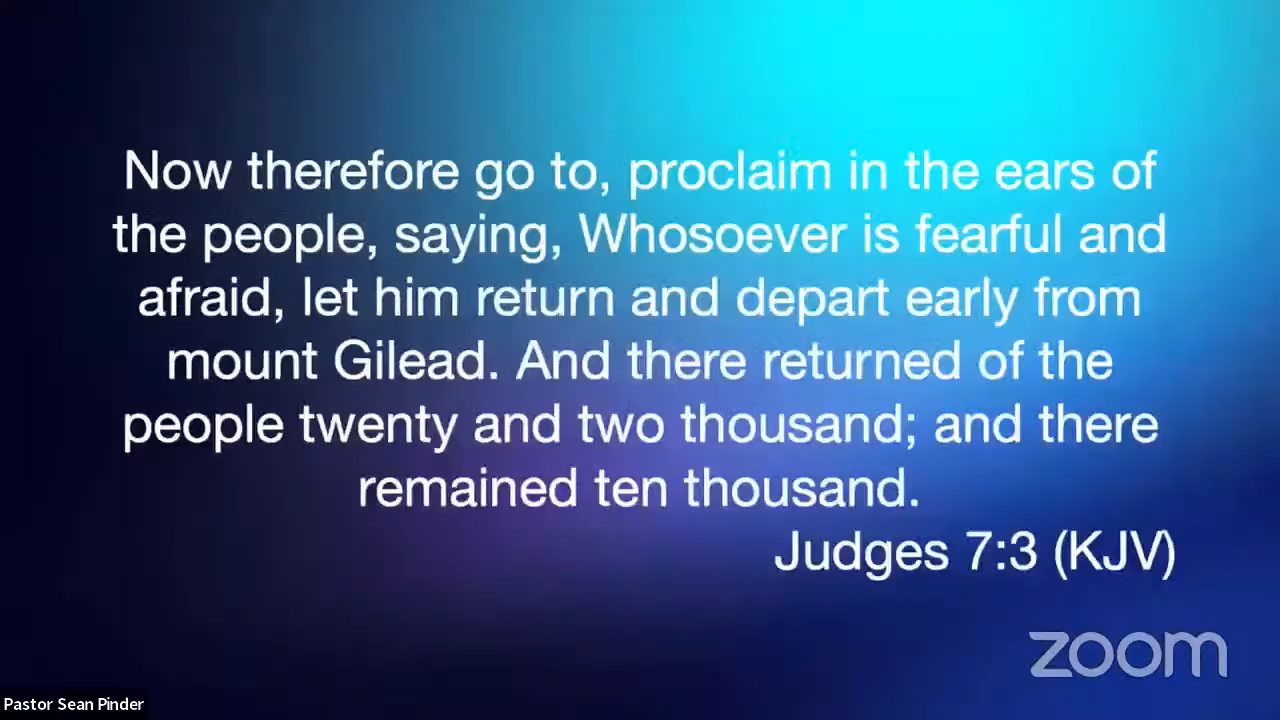 Now therefore go to, proclaim in the ears of
the people, saying, Whosoever is fearful and
afraid, let him return and depart early from
mount Gilead. And there returned of the
people twenty and two thousand; and there
remained ten thousand.
Judges 7:3 (KJV)
zoom
Pastor Sean Pinder